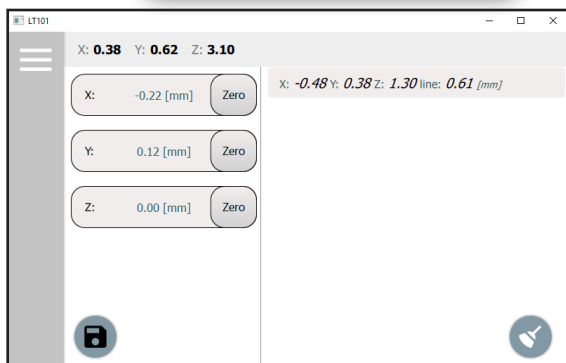 LT101
X: 0.38 Y: 0.62 Z: 3.10
X: -0.22 [mm] Zero
Y: 0.12 [mm] Zero
Z: 0.00 [mm] Zero
X: -0.48 Y: 0.38 Z: 1.30 line: 0.61 [mm]